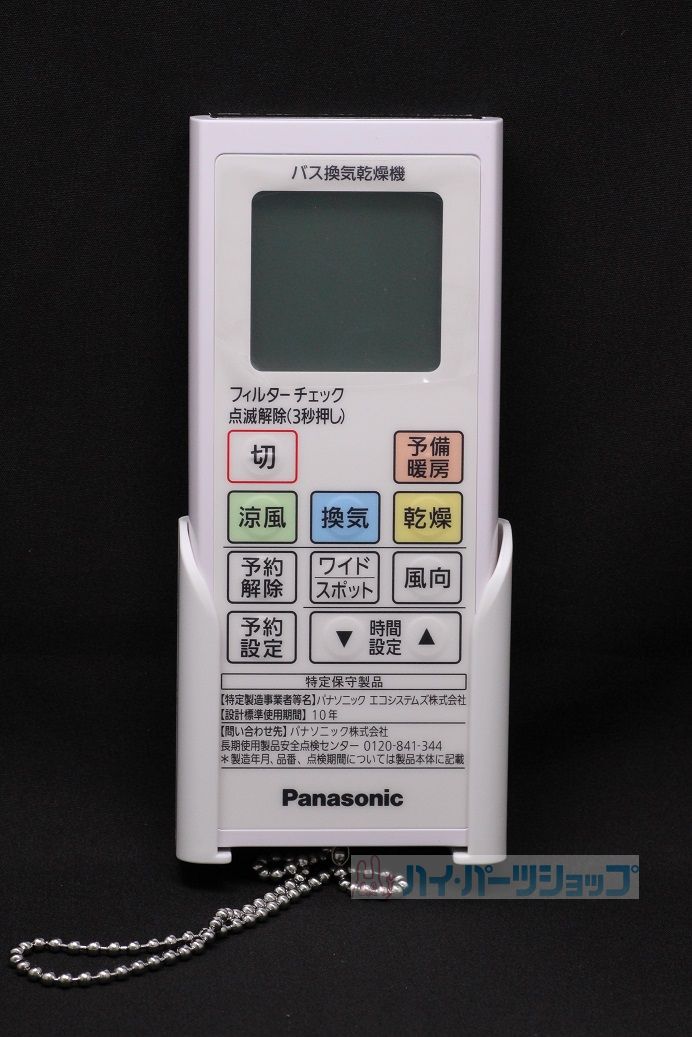 バス換気乾燥機
フィルターチェック
点滅解除(3秒押し)
切
予備
暖房
涼風
換気
乾燥
予約
解除
ワイド
スポット
風向
予約
設定
▼ 時間
設定 ▲
特定保守製品
【特定製造事業者等名】パナソニック エコシステムズ株式会社
【設計標準使用期間】10年
【問い合わせ先】パナソニック株式会社
長期使用製品安全点検センター 0120-841-344
*製造年月、品番、点検期間については製品本体に記載
Panasonic
ハイ・パーツショップ